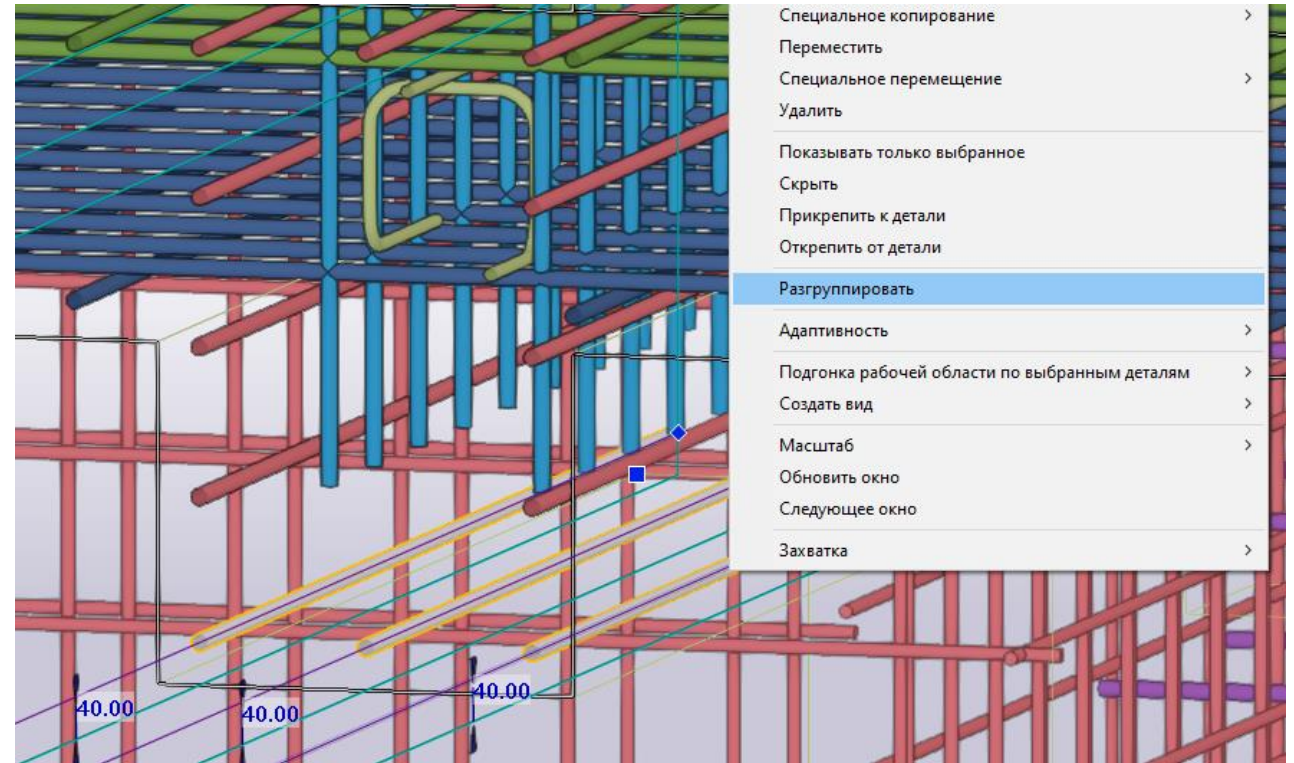 Специальное копирование
Переместить
Специальное перемещение
Удалить
Показывать только выбранное
Скрыть
Прикрепить к детали
Открепить от детали
Разгруппировать
Адаптивность
Подгонка рабочей области по выбранным деталям
Создать вид
Масштаб
Обновить окно
Следующее окно
Захватка
40.00
40.00
40.00